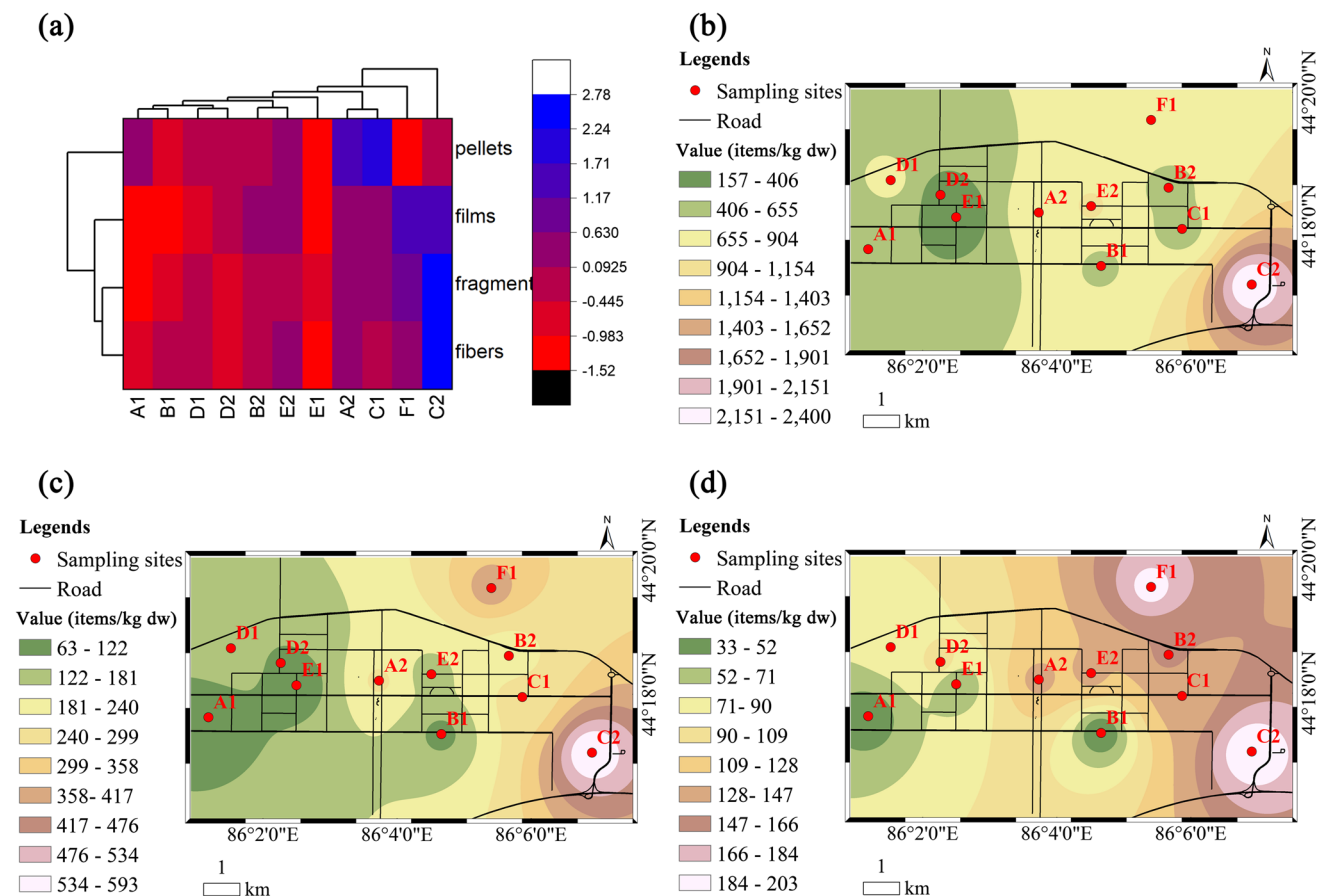 (a)
2.78
2.24
1.71
1.17
0.630
0.0925
-0.445
-0.983
-1.52
pellets
films
fragment
fibers
A1 B1 D1 D2 B2 E2 E1 A2 C1 F1 C2
(b)
Legends
Sampling sites
Road
Value (items/kg dw)
157 - 406
406 - 655
655 - 904
904 - 1,154
1,154 - 1,403
1,403 - 1,652
1,652 - 1,901
1,901 - 2,151
2,151 - 2,400
1
km
N
F1
D1
D2
B2
E1
A2
E2
C1
A1
B1
C2
44°20'0"N
44°18'0"N
86°2'0"E 86°4'0"E 86°6'0"E
(c)
Legends
Sampling sites
Road
Value (items/kg dw)
63 - 122
122 - 181
181 - 240
240 - 299
299 - 358
358- 417
417 - 476
476 - 534
534 - 593
1
km
N
F1
D1
D2
B2
E1
A2
E2
C1
A1
B1
C2
44°20'0"N
44°18'0"N
86°20"E 86°40"E 86°6'0"E
(d)
Legends
Sampling sites
Road
Value (items/kg dw)
33 - 52
52 - 71
71 - 90
90 - 109
109 - 128
128- 147
147 - 166
166 - 184
184 - 203
1
km
N
F1
D1
D2
B2
E1
A2
E2
C1
A1
B1
C2
44°20'0"N
44°18'0"N
86°2'0"E 86°4'0"E 86°6'0"E